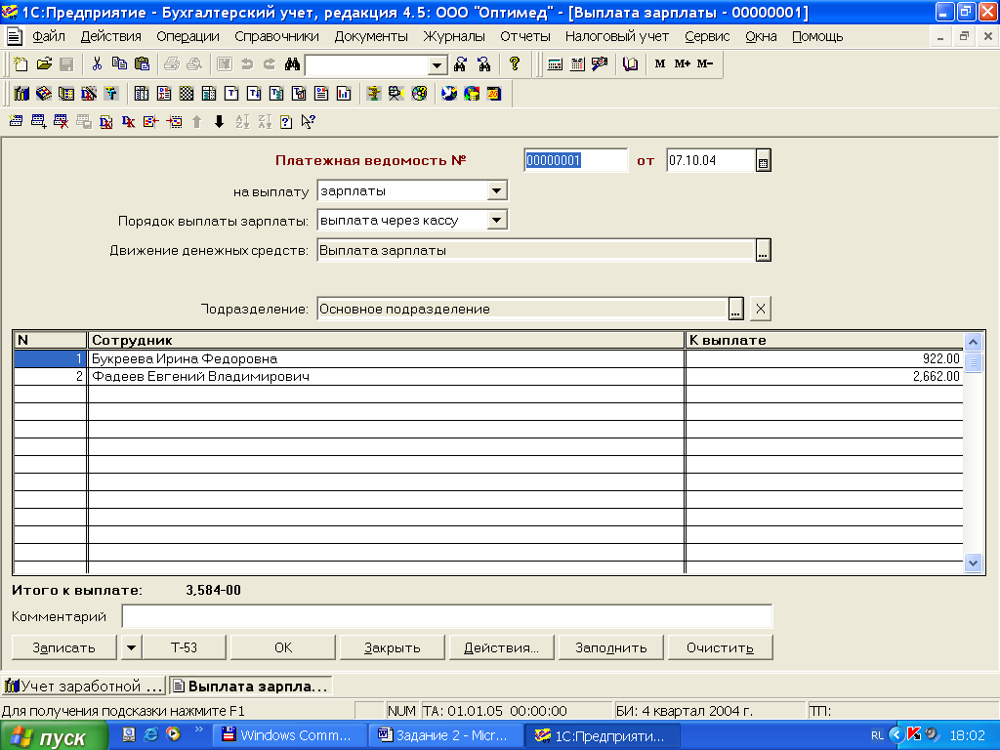 1С:Предприятие - Бухгалтерский учет, редакция 4.5: ООО "Оптимед" - [Выплата зарплаты - 00000001]
Файл Действия Операции Справочники Документы Журналы Отчеты Налоговый учет Сервис Окна Помощь
M M+ M-
Платежная ведомость № 00000001 от 07.10.04
на выплату зарплаты
Порядок выплаты зарплаты: выплата через кассу
Движение денежных средств: Выплата зарплаты ...
Подразделение: Основное подразделение ... X
N Сотрудник К выплате
1 Букреева Ирина Федоровна 922.00
2 Фадеев Евгений Владимирович 2,662.00
Итого к выплате: 3,584-00
Комментарий
Записать Т-53 ОК Закрыть Действия... Заполнить Очистить
Учет заработной ... Выплата зарпла...
Для получения подсказки нажмите F1 NUM ТА: 01.01.05 00:00:00 БИ: 4 квартал 2004 г. ТП:
пуск Windows Comm... Задание 2 - Micr... 1С:Предприяти... RL 18:02